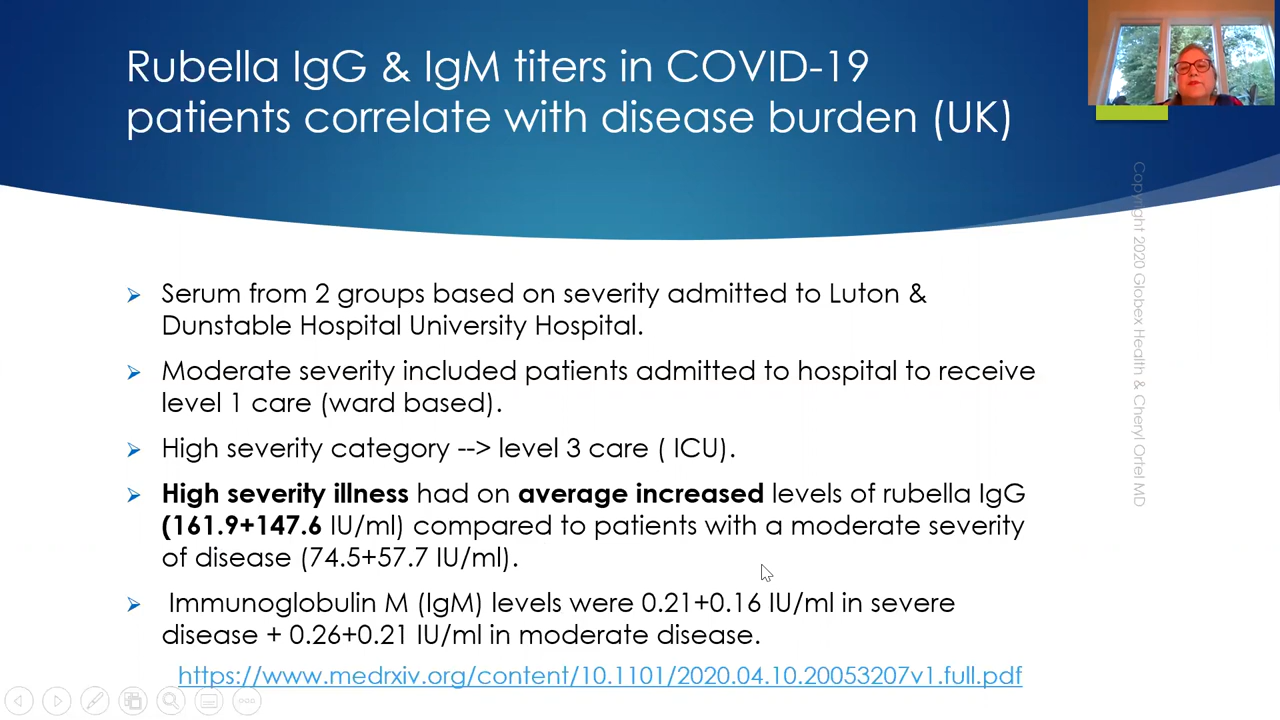 Rubella IgG & IgM titers in COVID-19
patients correlate with disease burden (UK)
Serum from 2 groups based on severity admitted to Luton &
Dunstable Hospital University Hospital.
Moderate severity included patients admitted to hospital to receive
level 1 care (ward based).
High severity category --> level 3 care ( ICU).
High severity illness had on average increased levels of rubella IgG
(161.9+147.6 IU/ml) compared to patients with a moderate severity
of disease (74.5+57.7 IU/ml).
Immunoglobulin M (IgM) levels were 0.21+0.16 IU/ml in severe
disease + 0.26+0.21 IU/ml in moderate disease.
https://www.medrxiv.org/content/10.1101/2020.04.10.20053207v1.full.pdf
Copyright 2020 Globex Health & Cheryl Ortel MD